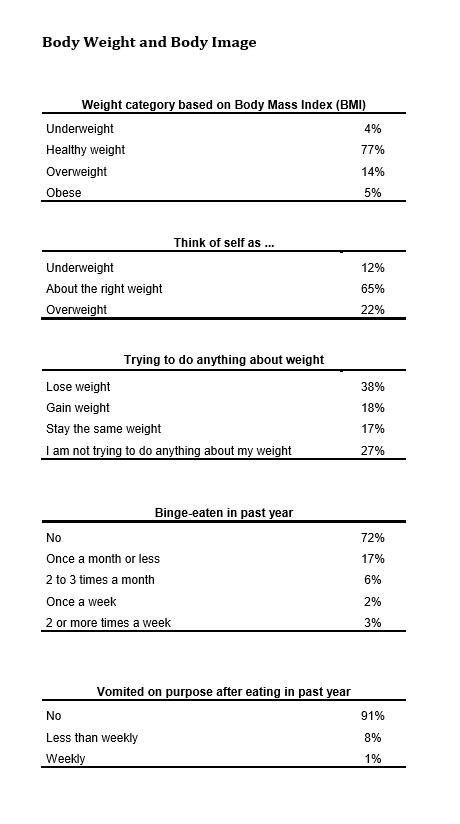 Body Weight and Body Image
Weight category based on Body Mass Index (BMI)
Underweight 4%
Healthy weight 77%
Overweight 14%
Obese 5%
Think of self as ...
Underweight 12%
About the right weight 65%
Overweight 22%
Trying to do anything about weight
Lose weight 38%
Gain weight 18%
Stay the same weight 17%
I am not trying to do anything about my weight 27%
Binge-eaten in past year
No 72%
Once a month or less 17%
2 to 3 times a month 6%
Once a week 2%
2 or more times a week 3%
Vomited on purpose after eating in past year
No 91%
Less than weekly 8%
Weekly 1%